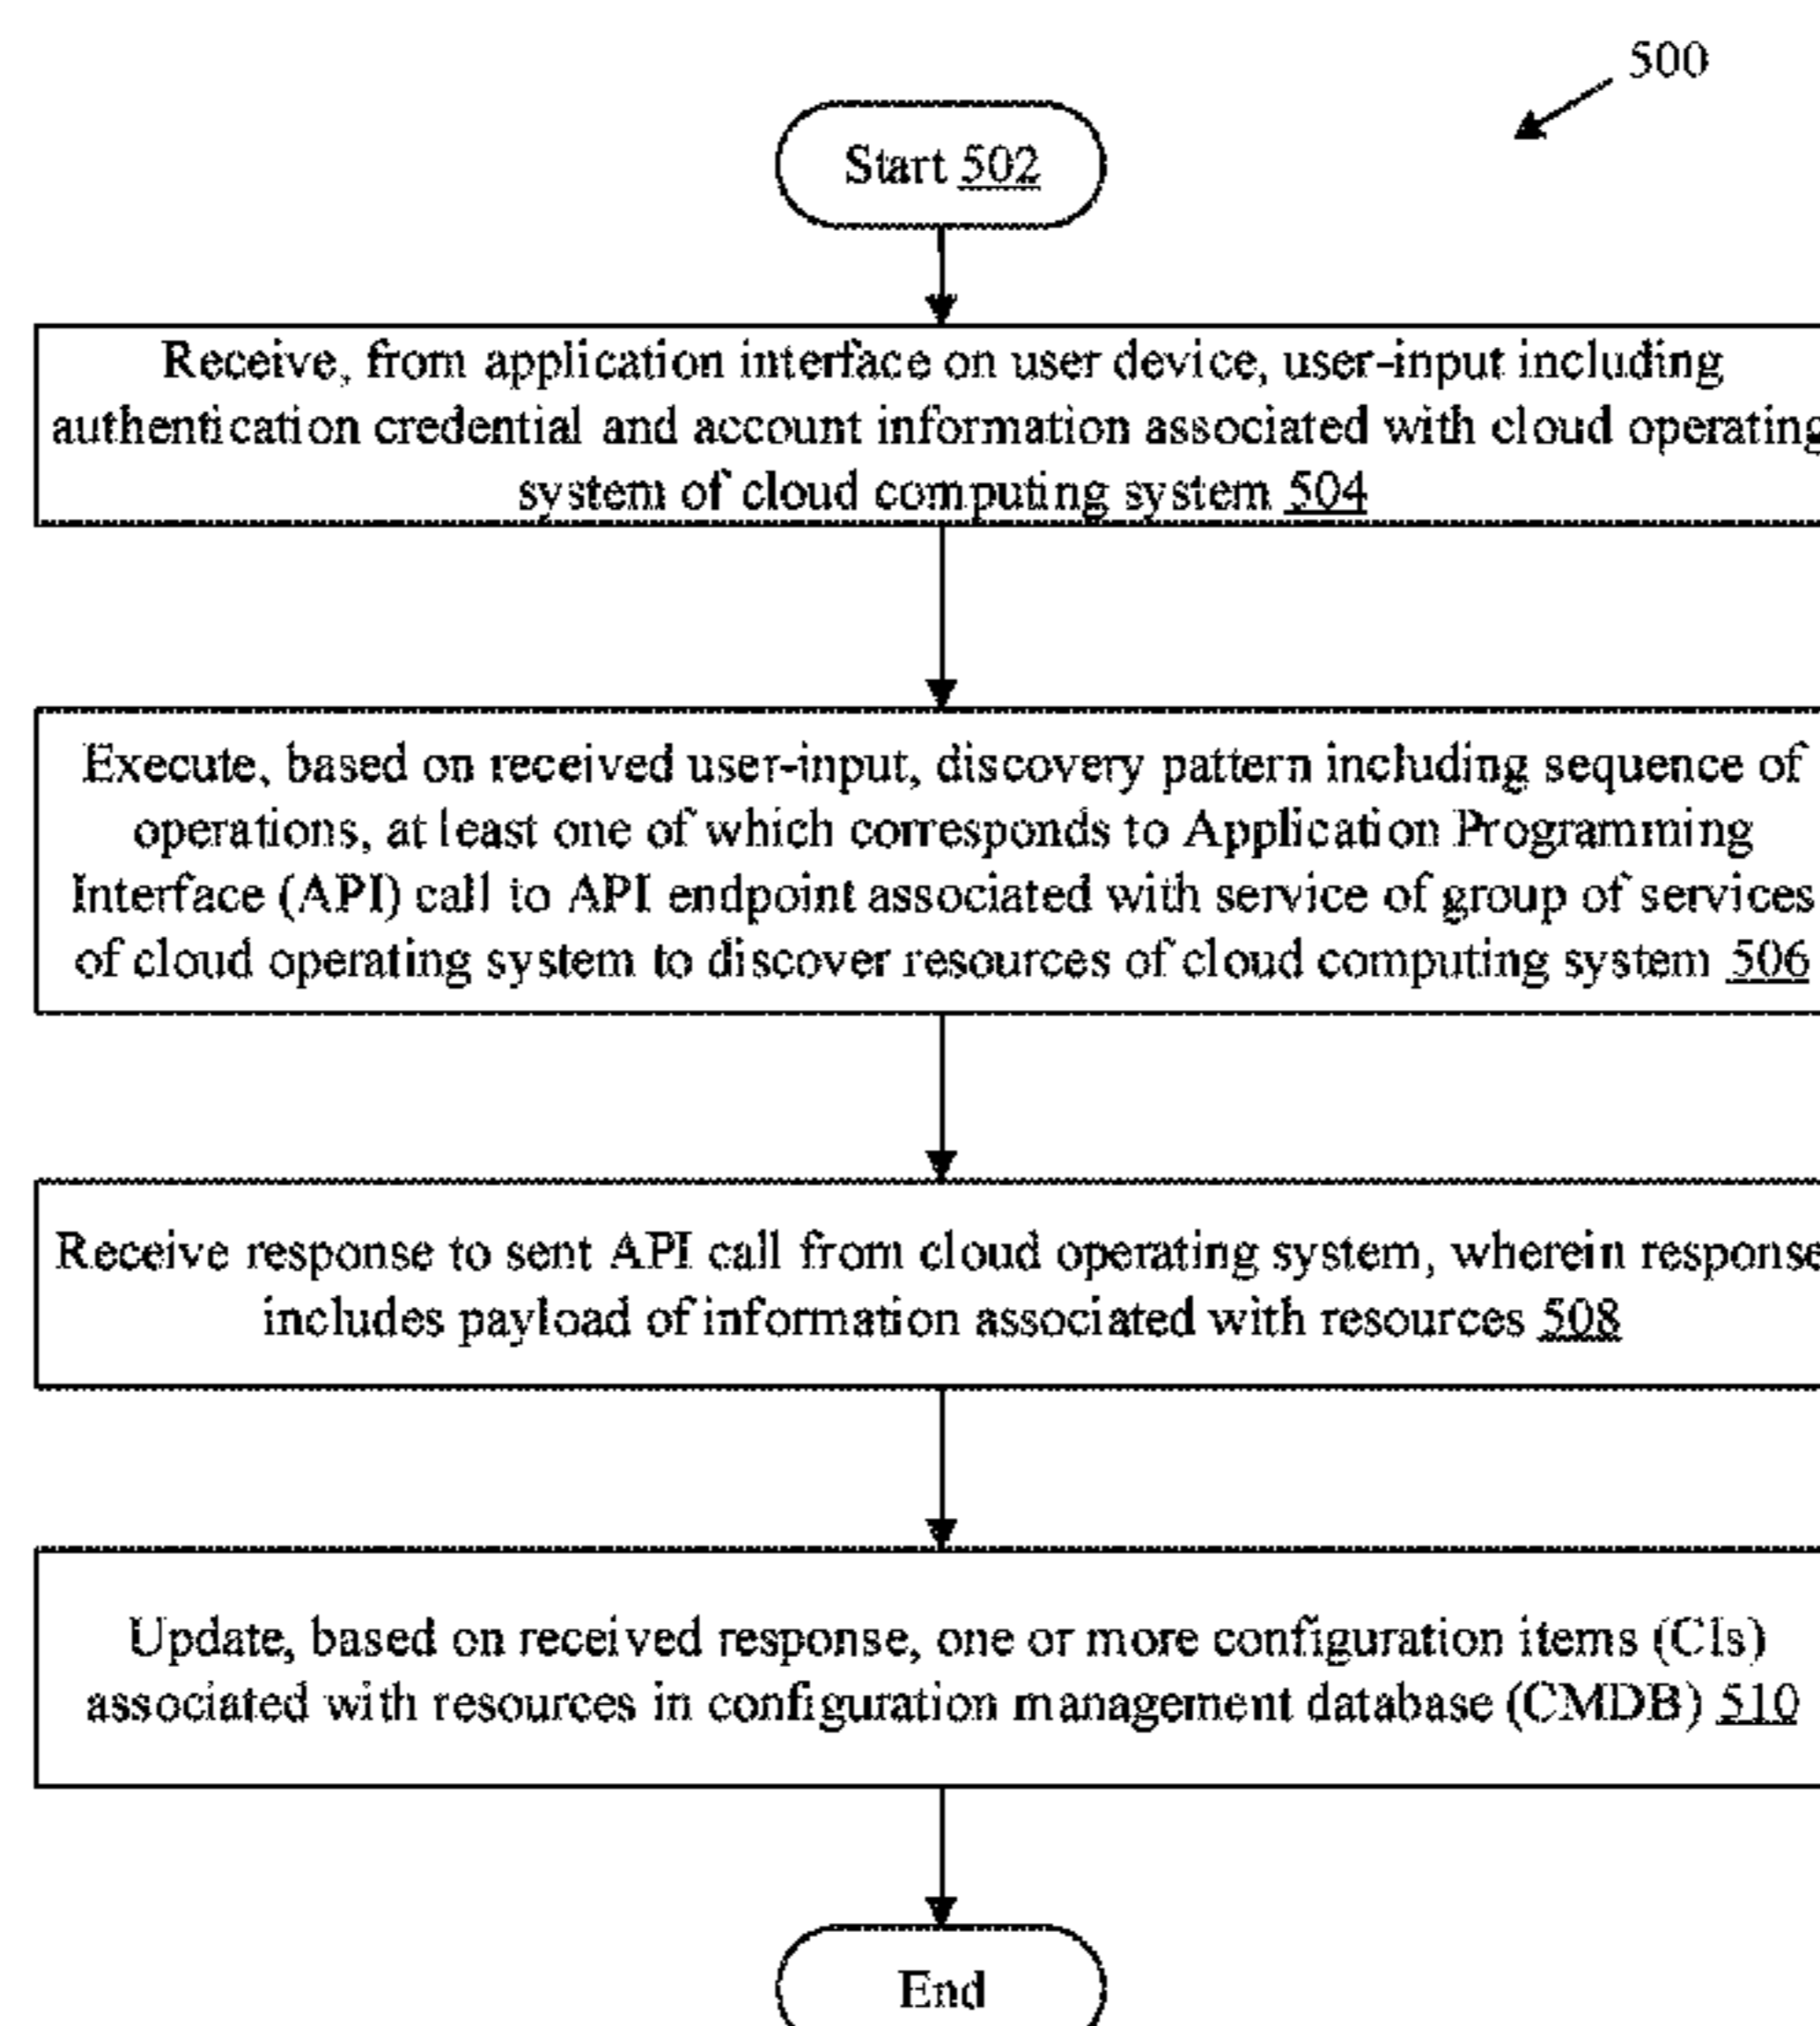 500
Start 502
Receive, from application interface on user device, user-input including
authentication credential and account information associated with cloud operating
system of cloud computing system 504
Execute, based on received user-input, discovery pattern including sequence of
operations, at least one of which corresponds to Application Programming
Interface (API) call to API endpoint associated with service of group of services
of cloud operating system to discover resources of cloud computing system 506
Receive response to sent API call from cloud operating system, wherein response
includes payload of information associated with resources 508
Update, based on received response, one or more configuration items (CIs)
associated with resources in configuration management database (CMDB) 510
End